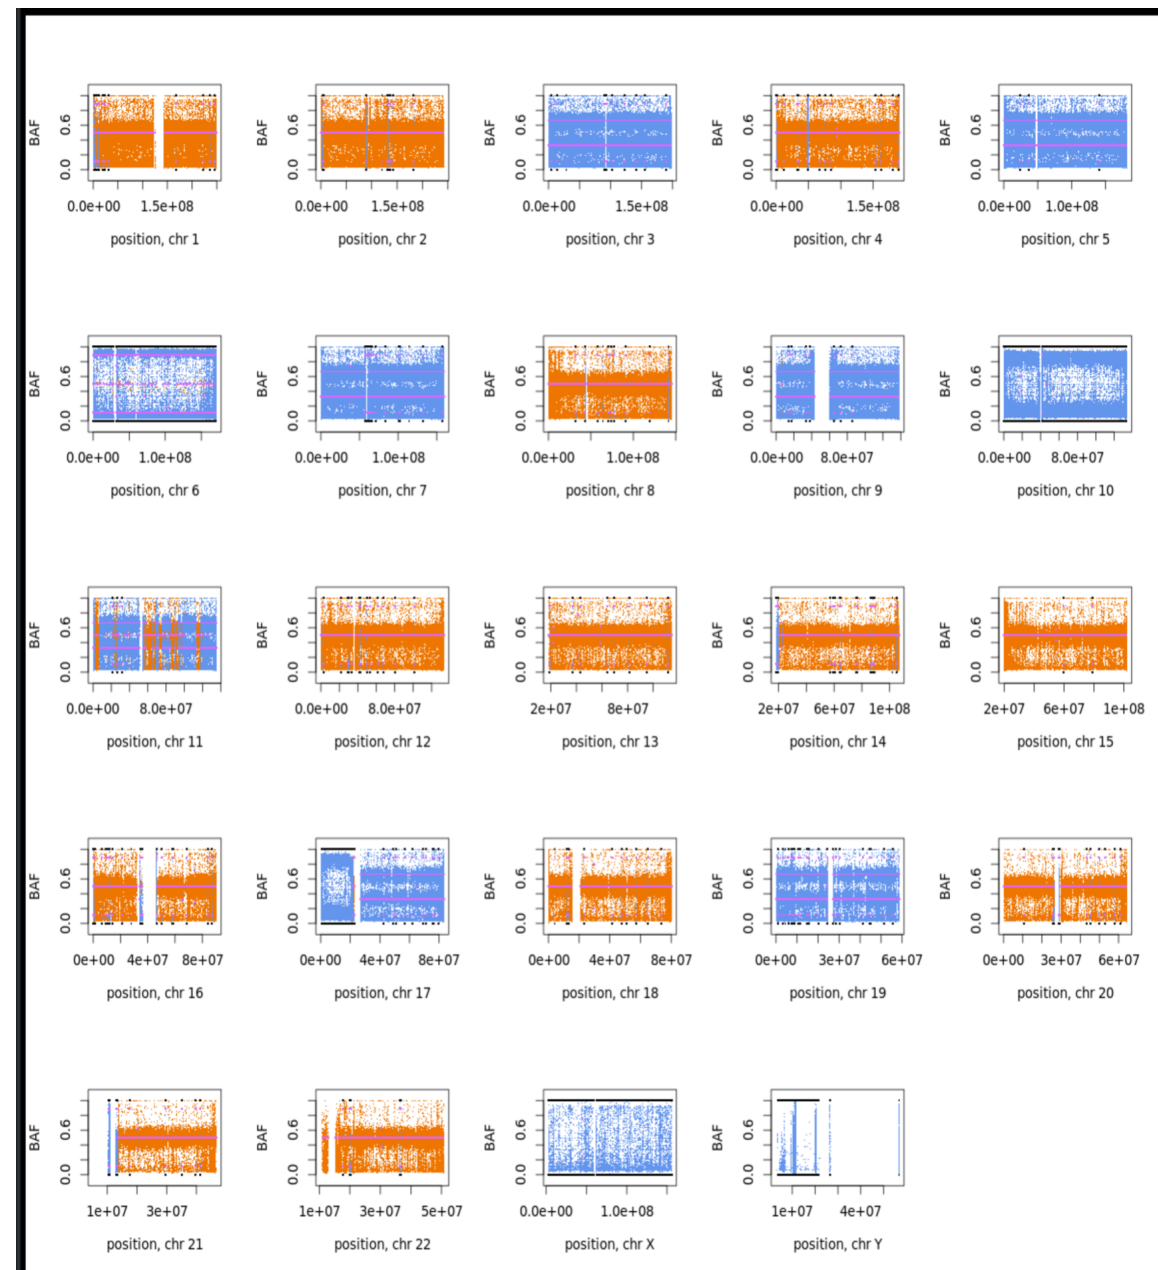 BAF 0.6 0.0 BAF 0.6 0.0 BAF 0.6 0.0 BAF 0.6 0.0 BAF 0.6 0.0
0.0e+00 1.5e+08 0.0e+00 1.5e+08 0.0e+00 1.5e+08 0.0e+00 1.5e+08 0.0e+00 1.0e+08
position, chr 1 position, chr 2 position, chr 3 position, chr 4 position, chr 5
BAF 0.6 0.0 BAF 0.6 0.0 BAF 0.6 0.0 BAF 0.6 0.0 BAF 0.6 0.0
0.0e+00 1.0e+08 0.0e+00 1.0e+08 0.0e+00 1.0e+08 0.0e+00 8.0e+07 0.0e+00 8.0e+07
position, chr 6 position, chr 7 position, chr 8 position, chr 9 position, chr 10
BAF 0.6 0.0 BAF 0.6 0.0 BAF 0.6 0.0 BAF 0.6 0.0 BAF 0.6 0.0
0.0e+00 8.0e+07 0.0e+00 8.0e+07 2e+07 8e+07 2e+07 6e+07 1e+08 2e+07 6e+07 1e+08
position, chr 11 position, chr 12 position, chr 13 position, chr 14 position, chr 15
BAF 0.6 0.0 BAF 0.6 0.0 BAF 0.6 0.0 BAF 0.6 0.0 BAF 0.6 0.0
0e+00 4e+07 8e+07 0e+00 4e+07 8e+07 0e+00 4e+07 8e+07 0e+00 3e+07 6e+07 0e+00 3e+07 6e+07
position, chr 16 position, chr 17 position, chr 18 position, chr 19 position, chr 20
BAF 0.6 0.0 BAF 0.6 0.0 BAF 0.6 0.0 BAF 0.6 0.0
1e+07 3e+07 1e+07 3e+07 5e+07 0.0e+00 1.0e+08 1e+07 4e+07
position, chr 21 position, chr 22 position, chr X position, chr Y